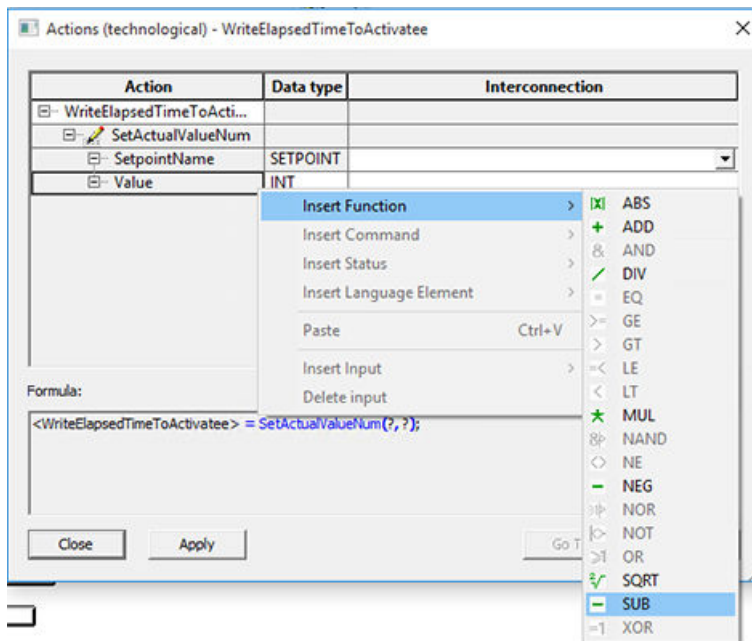 Actions (technological) - WriteElapsedTimeToActivatee
Action Data type Interconnection
WriteElapsedTimeToActi...
SetActualValueNum
SetpointName SETPOINT
Value INT
Insert Function
Insert Command
Insert Status
Insert Language Element
Paste Ctrl+V
Insert Input
Delete input
ABS
ADD
AND
DIV
EQ
GE
GT
LE
LT
MUL
NAND
NE
NEG
NOR
NOT
OR
SQRT
SUB
XOR
Formula:
<WriteElapsedTimeToActivatee> = SetActualValueNum(?,?);
Close Apply Go T